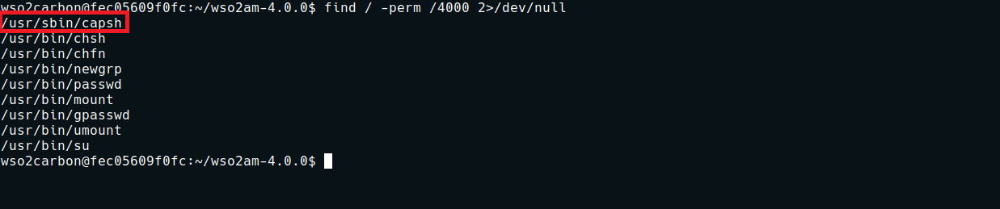 wso2carbon@fec05609f0fc:~/wso2am-4.0.0$ find / -perm /4000 2>/dev/null
/usr/sbin/capsh
/usr/bin/chsh
/usr/bin/chfn
/usr/bin/newgrp
/usr/bin/passwd
/usr/bin/mount
/usr/bin/gpasswd
/usr/bin/umount
/usr/bin/su
wso2carbon@fec05609f0fc:~/wso2am-4.0.0$